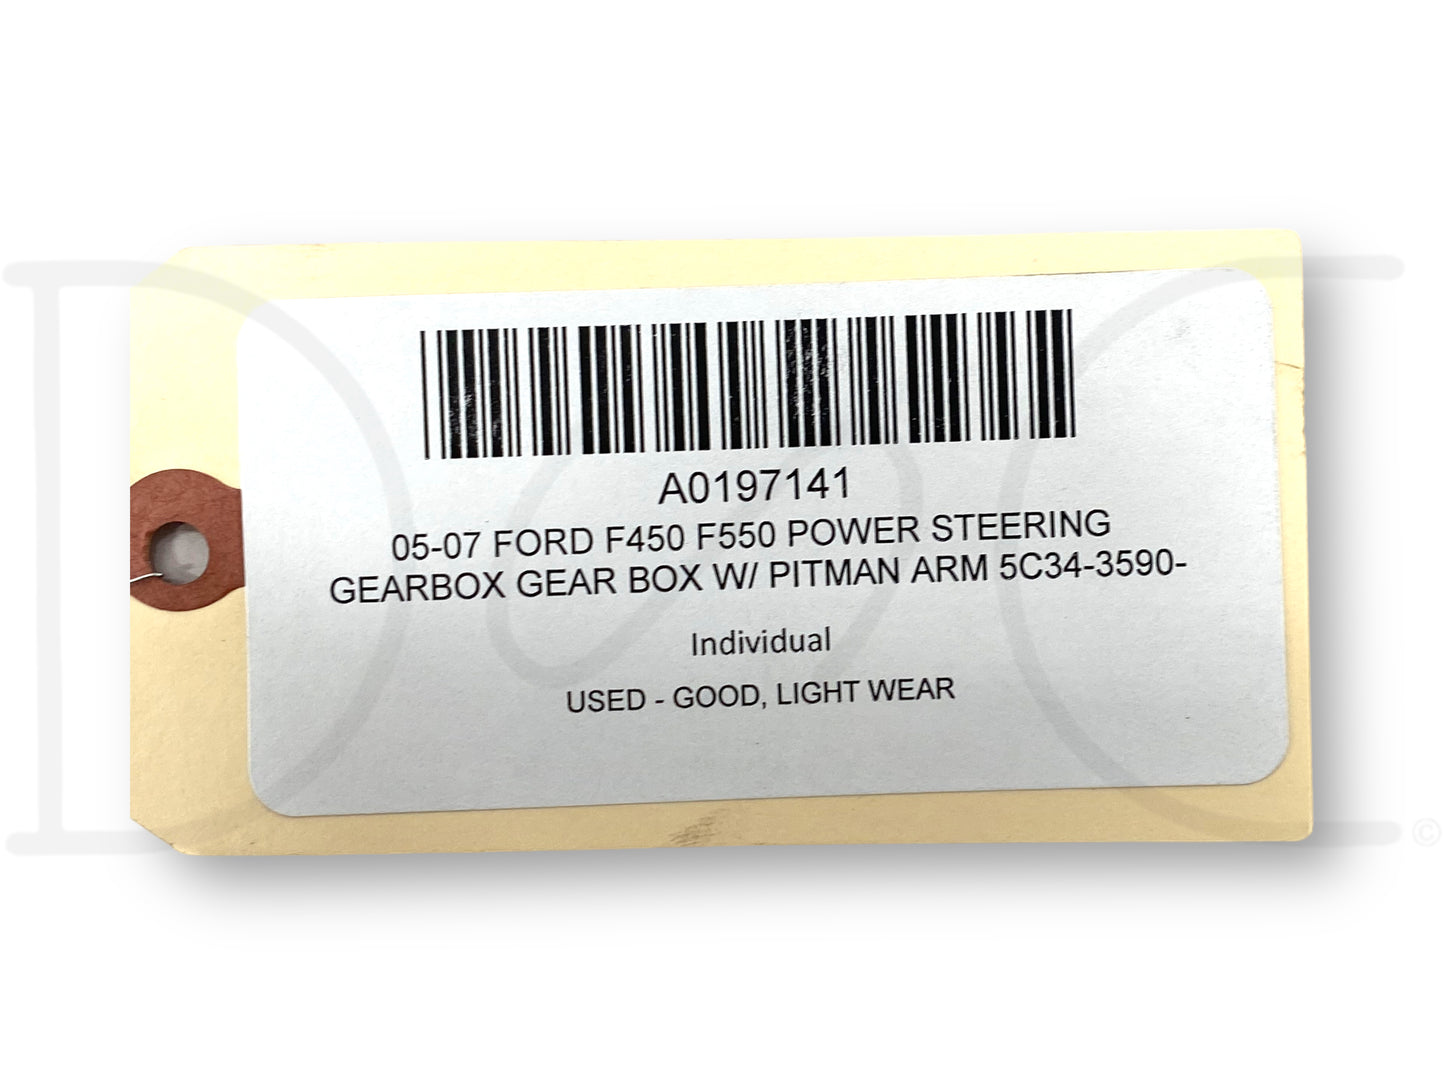 A0197141
05-07 FORD F450 F550 POWER STEERING
GEARBOX GEAR BOX W/ PITMAN ARM 5C34-3590-
Individual
USED - GOOD, LIGHT WEAR
D C
©